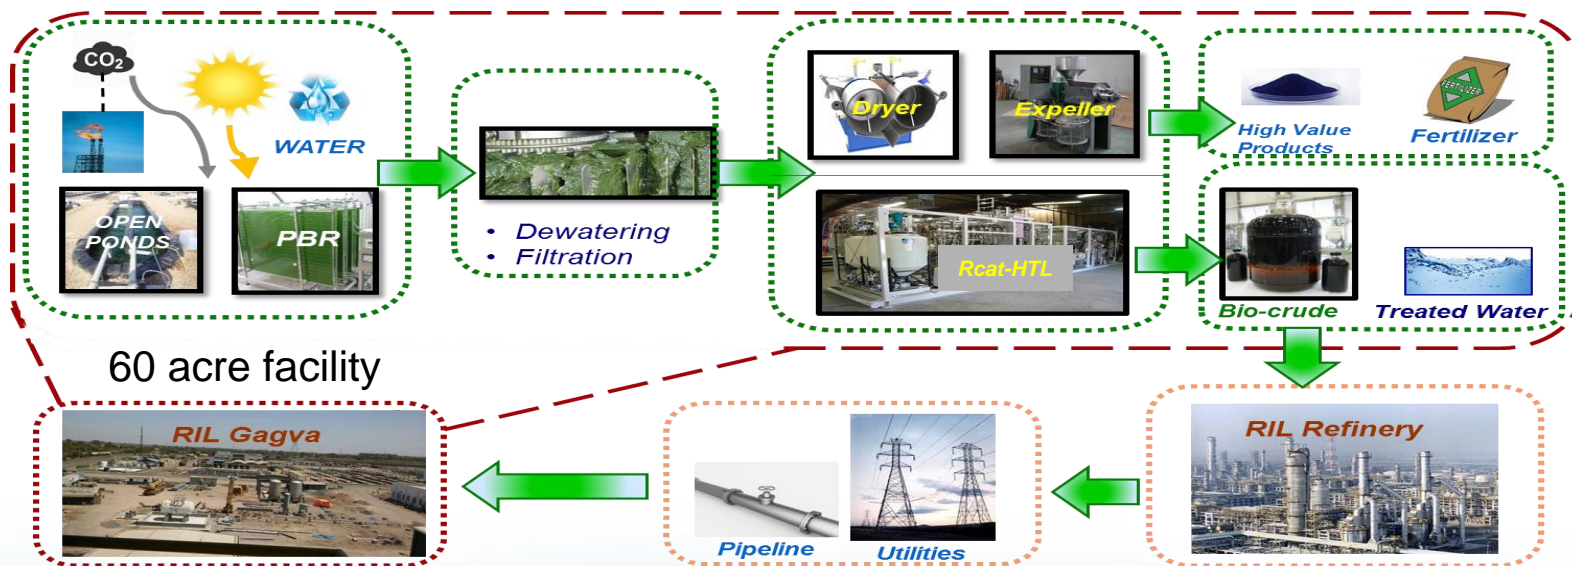 CO2
WATER
OPEN
PONDS
PBR
• Dewatering
• Filtration
Dryer
Expeller
Rcat-HTL
High Value
Products
FERTILIZER
Fertilizer
Bio-crude
Treated Water
60 acre facility
RIL Gagva
Pipeline
Utilities
RIL Refinery